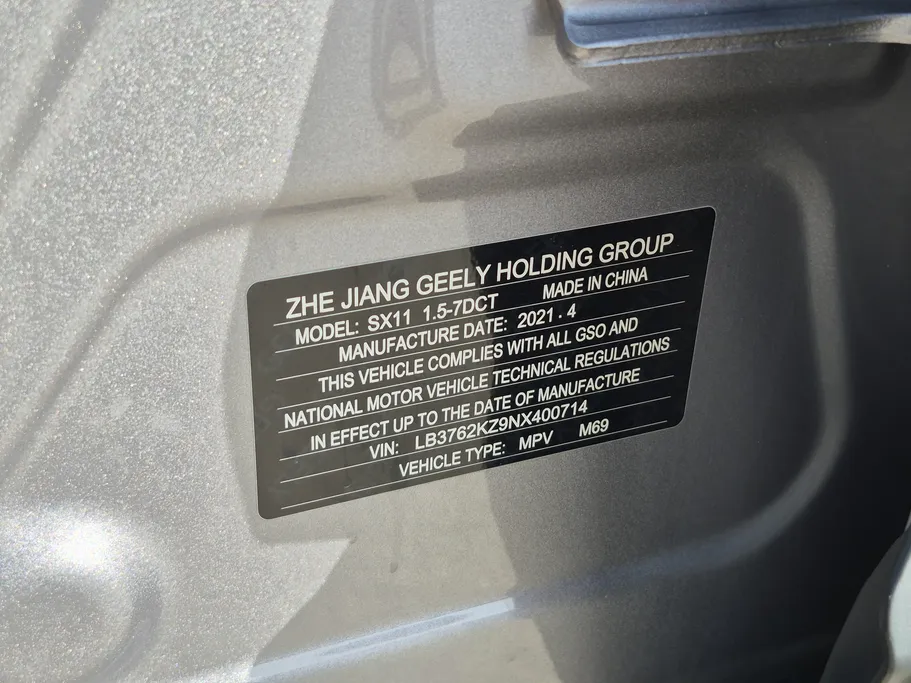 ZHE JIANG GEELY HOLDING GROUP
MODEL: SX11 1.5-7DCT MADE IN CHINA
MANUFACTURE DATE: 2021 . 4
THIS VEHICLE COMPLIES WITH ALL GSO AND
NATIONAL MOTOR VEHICLE TECHNICAL REGULATIONS
IN EFFECT UP TO THE DATE OF MANUFACTURE
VIN: LB3762KZ9NX400714
VEHICLE TYPE: MPV M69